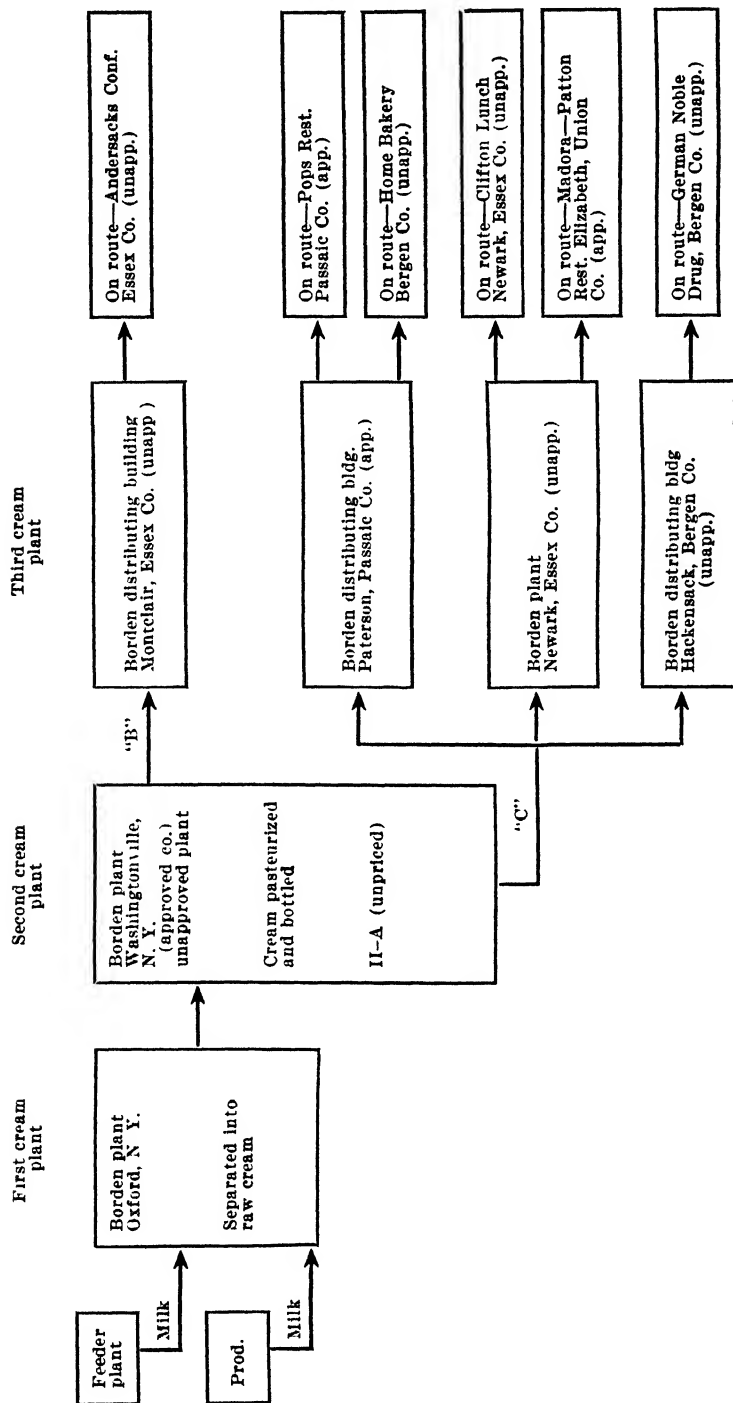 First cream
plant
Second cream
plant
Third cream
plant
Feeder
plant
Milk
Prod.
Milk
Borden plant
Oxford, N Y.
Separated into
raw cream
Borden plant
Washingtonville,
N. Y.
(approved co.)
unapproved plant
Cream pasteurized
and bottled
II-A (unpriced)
"B"
"C"
Borden distributing building
Montclair, Essex Co. (unapp )
Borden distributing bldg.
Paterson, Passaic Co. (app.)
Borden plant
Newark, Essex Co. (unapp.)
Borden distributing bldg
Hackensack, Bergen Co.
(unapp.)
On route—Andersacks Conf.
Essex Co. (unapp.)
On route—Pops Rest.
Passaic Co. (app.)
On route—Home Bakery
Bergen Co. (unapp.)
On route—Clifton Lunch
Newark, Essex Co. (unapp.)
On route—Madora—Patton
Rest. Elizabeth, Union
Co. (app.)
On route—German Noble
Drug, Bergen Co. (unapp.)